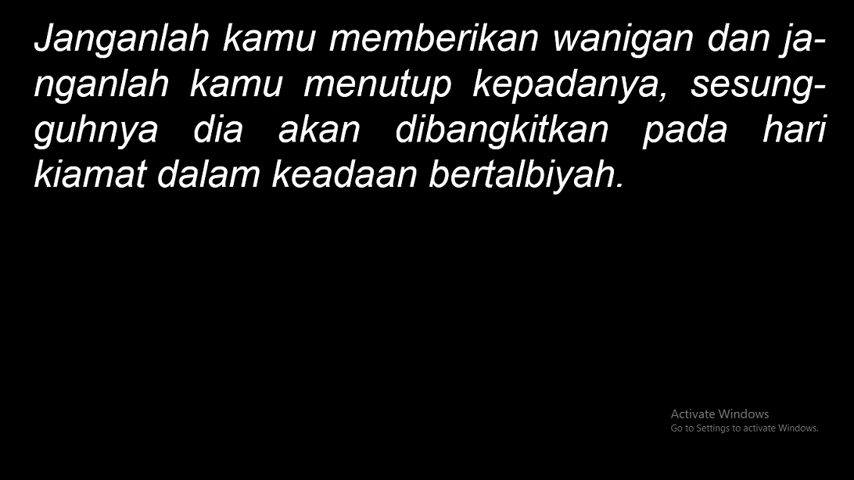 Janganlah kamu memberikan wanigan dan ja-
nganlah kamu menutup kepadanya, sesung-
guhnya dia akan dibangkitkan pada hari
kiamat dalam keadaan bertalbiyah.
Activate Windows
Go to Settings to activate Windows.